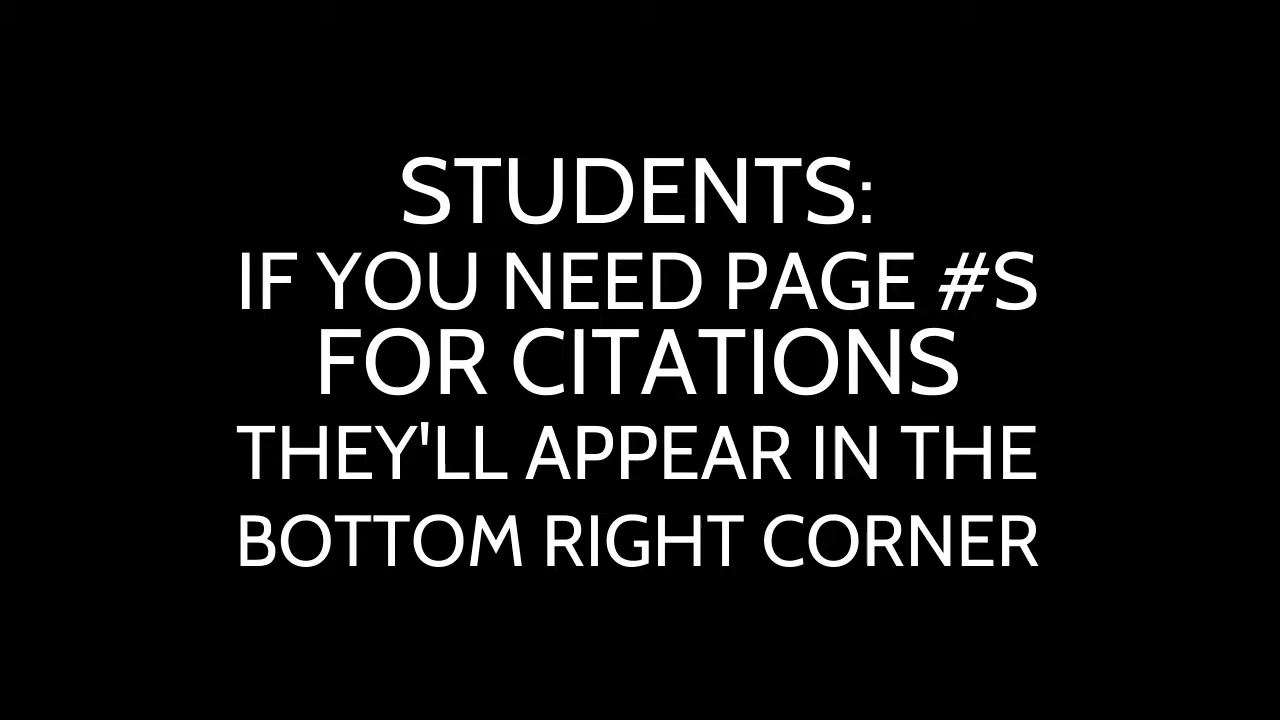 STUDENTS:
IF YOU NEED PAGE #S
FOR CITATIONS
THEY'LL APPEAR IN THE
BOTTOM RIGHT CORNER